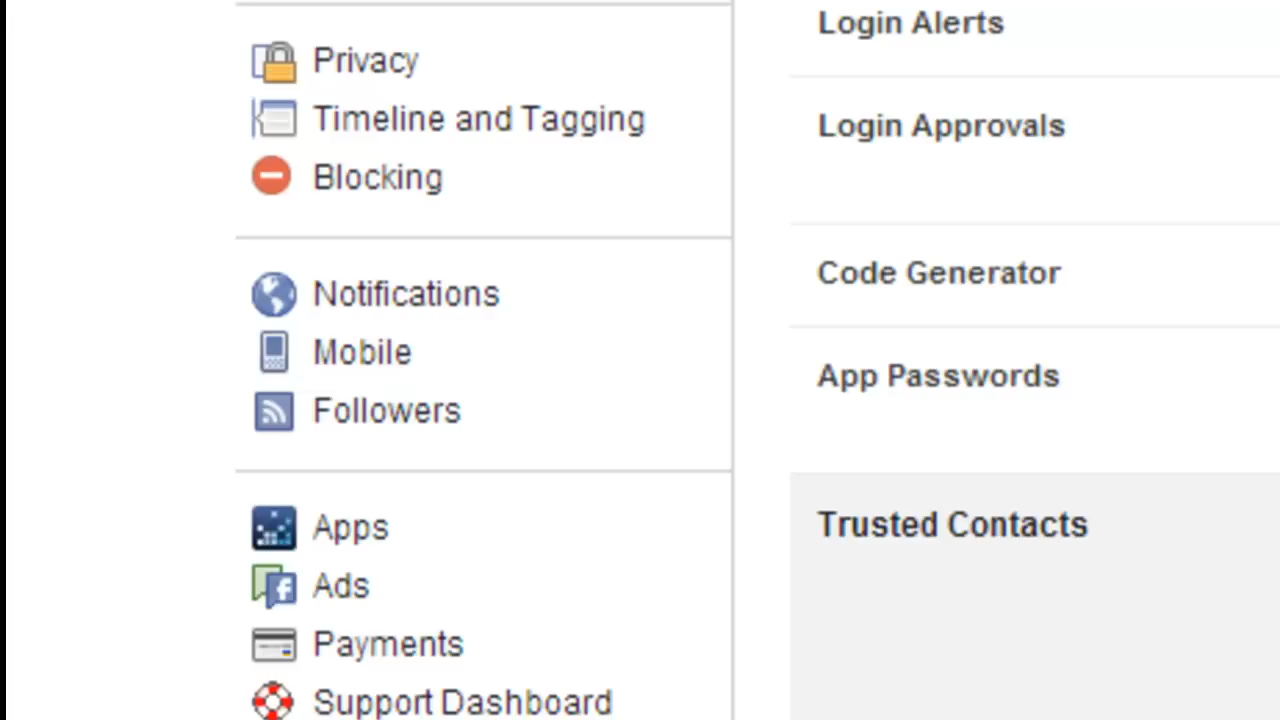 Privacy
Timeline and Tagging
Blocking
Notifications
Mobile
Followers
Apps
Ads
Payments
Support Dashboard
Login Alerts
Login Approvals
Code Generator
App Passwords
Trusted Contacts